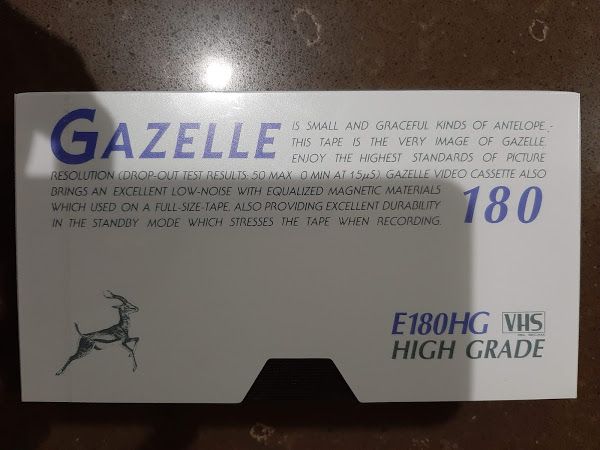 GAZELLE IS SMALL AND GRACEFUL KINDS OF ANTELOPE,-
THIS TAPE IS THE VERY IMAGE OF GAZELLE.
ENJOY THE HIGHEST STANDARDS OF PICTURE
RESOLUTION (DROP-OUT TEST RESULTS: 50 MAX 0 MIN AT 15µS). GAZELLE VIDEO CASSETTE ALSO
BRINGS AN EXCELLENT LOW-NOISE WITH EQUALIZED MAGNETIC MATERIALS
WHICH USED ON A FULL-SIZE-TAPE, ALSO PROVIDING EXCELLENT DURABILITY
IN THE STANDBY MODE WHICH STRESSES THE TAPE WHEN RECORDING.
180
E180HG VHS
HIGH GRADE